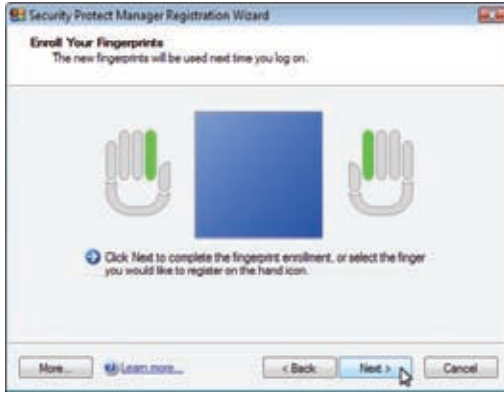 Security Protect Manager Registration Wizard
Enroll Your Fingerprints
The new fingerprints will be used next time you log on.
Click Next to complete the fingerprint enrollment, or select the finger
you would like to register on the hand icon.
More... Learn more... < Back Next > Cancel